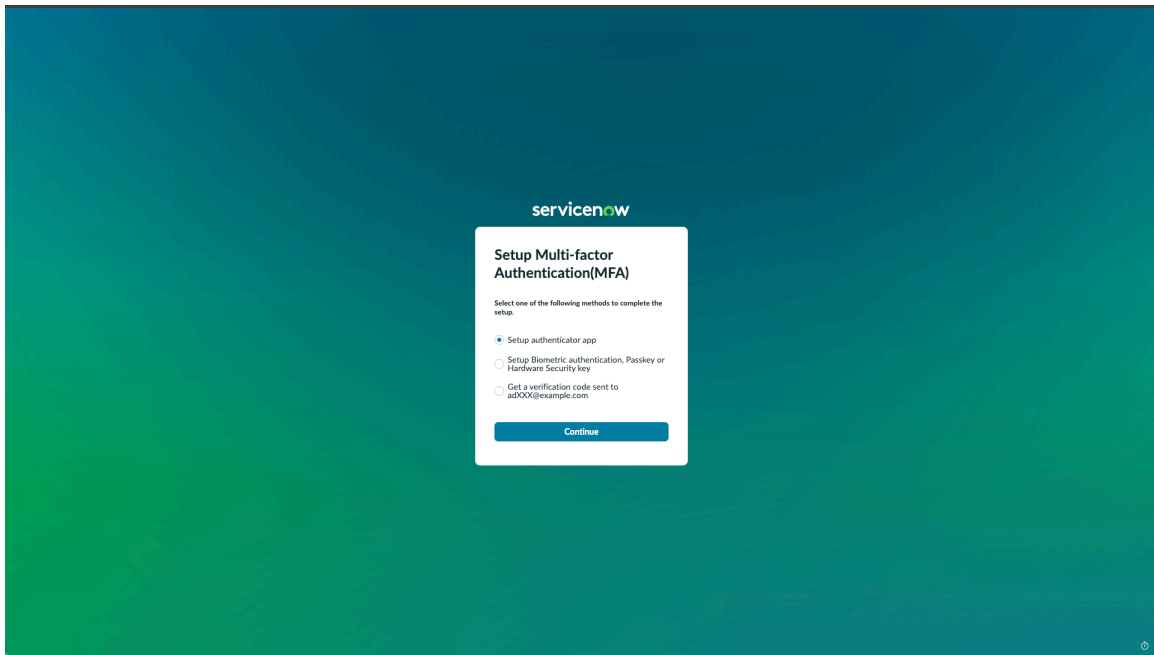 servicenow
Setup Multi-factor
Authentication(MFA)
Select one of the following methods to complete the
setup.
Setup authenticator app
Setup Biometric authentication, Passkey or
Hardware Security key
Get a verification code sent to
adXXX@example.com
Continue